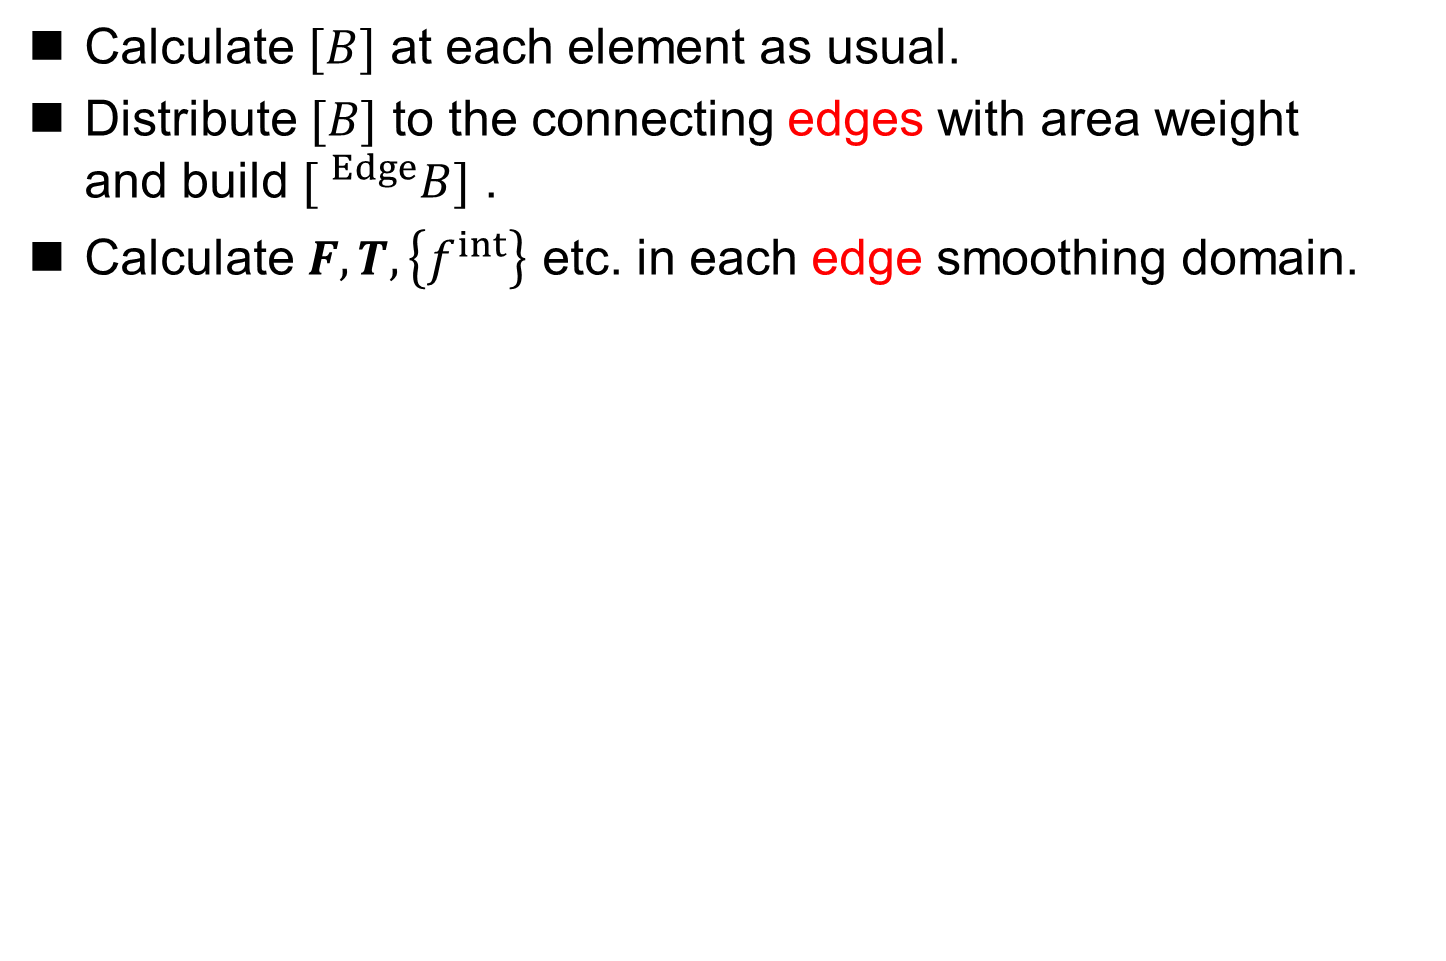 ■ Calculate [B] at each element as usual.
■ Distribute [B] to the connecting edges with area weight
and build [ ᴱᵈᵍᵉB] .
■ Calculate F, T, {f^int} etc. in each edge smoothing domain.